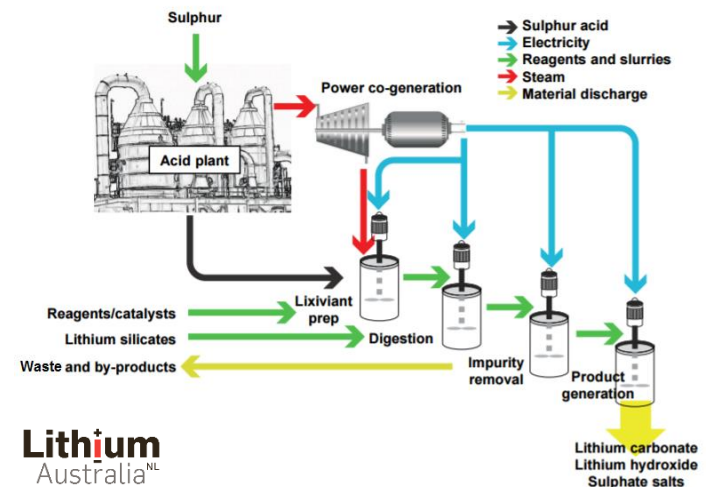 Sulphur
Sulphur acid
Electricity
Reagents and slurries
Steam
Material discharge
Power co-generation
Acid plant
Reagents/catalysts
Lixiviant
prep
Lithium silicates
Digestion
Waste and by-products
Impurity
removal
Product
generation
Lithium carbonate
Lithium hydroxide
Sulphate salts
Lithium
Australia NL